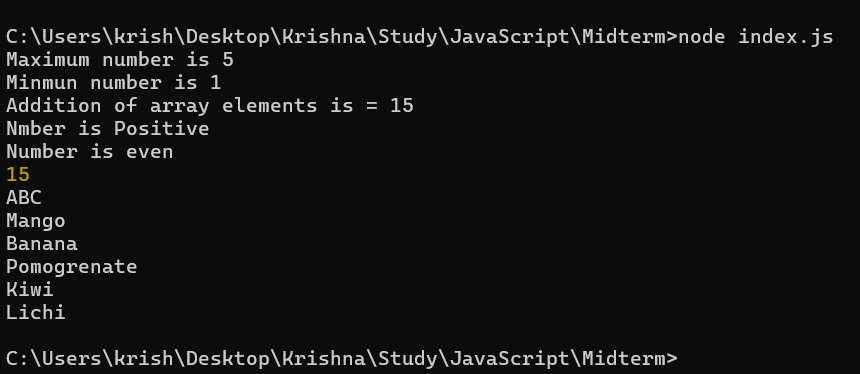 C:\Users\krish\Desktop\Krishna\Study\JavaScript\Midterm>node index.js
Maximum number is 5
Minmun number is 1
Addition of array elements is = 15
Nmber is Positive
Number is even
15
ABC
Mango
Banana
Pomogrenate
Kiwi
Lichi
C:\Users\krish\Desktop\Krishna\Study\JavaScript\Midterm>